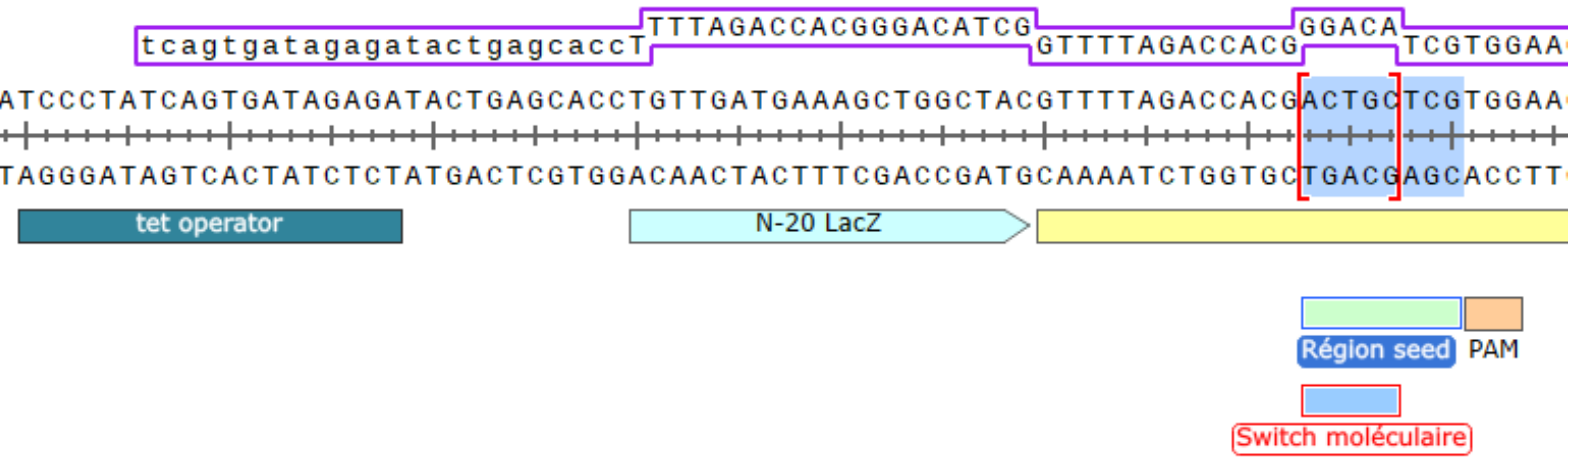 TTTAGACCACGGGACATCG GGACA
tcagtgatagagatactgagcaccT GTTTTAGACCACG TCGTGGAA
ATCCCTATCAGTGATAGAGATACTGAGCACCTGTTGATGAAAGCTGGCTACGTTTTAGACCACGACTGCTCGTGGAA
TAGGGATAGTCACTATCTCTATGACTCGTGGACAACTACTTTCGACCGATGCAAAATCTGGTGCTGACGAGCACCTT
tet operator N-20 LacZ
Région seed PAM
Switch moléculaire